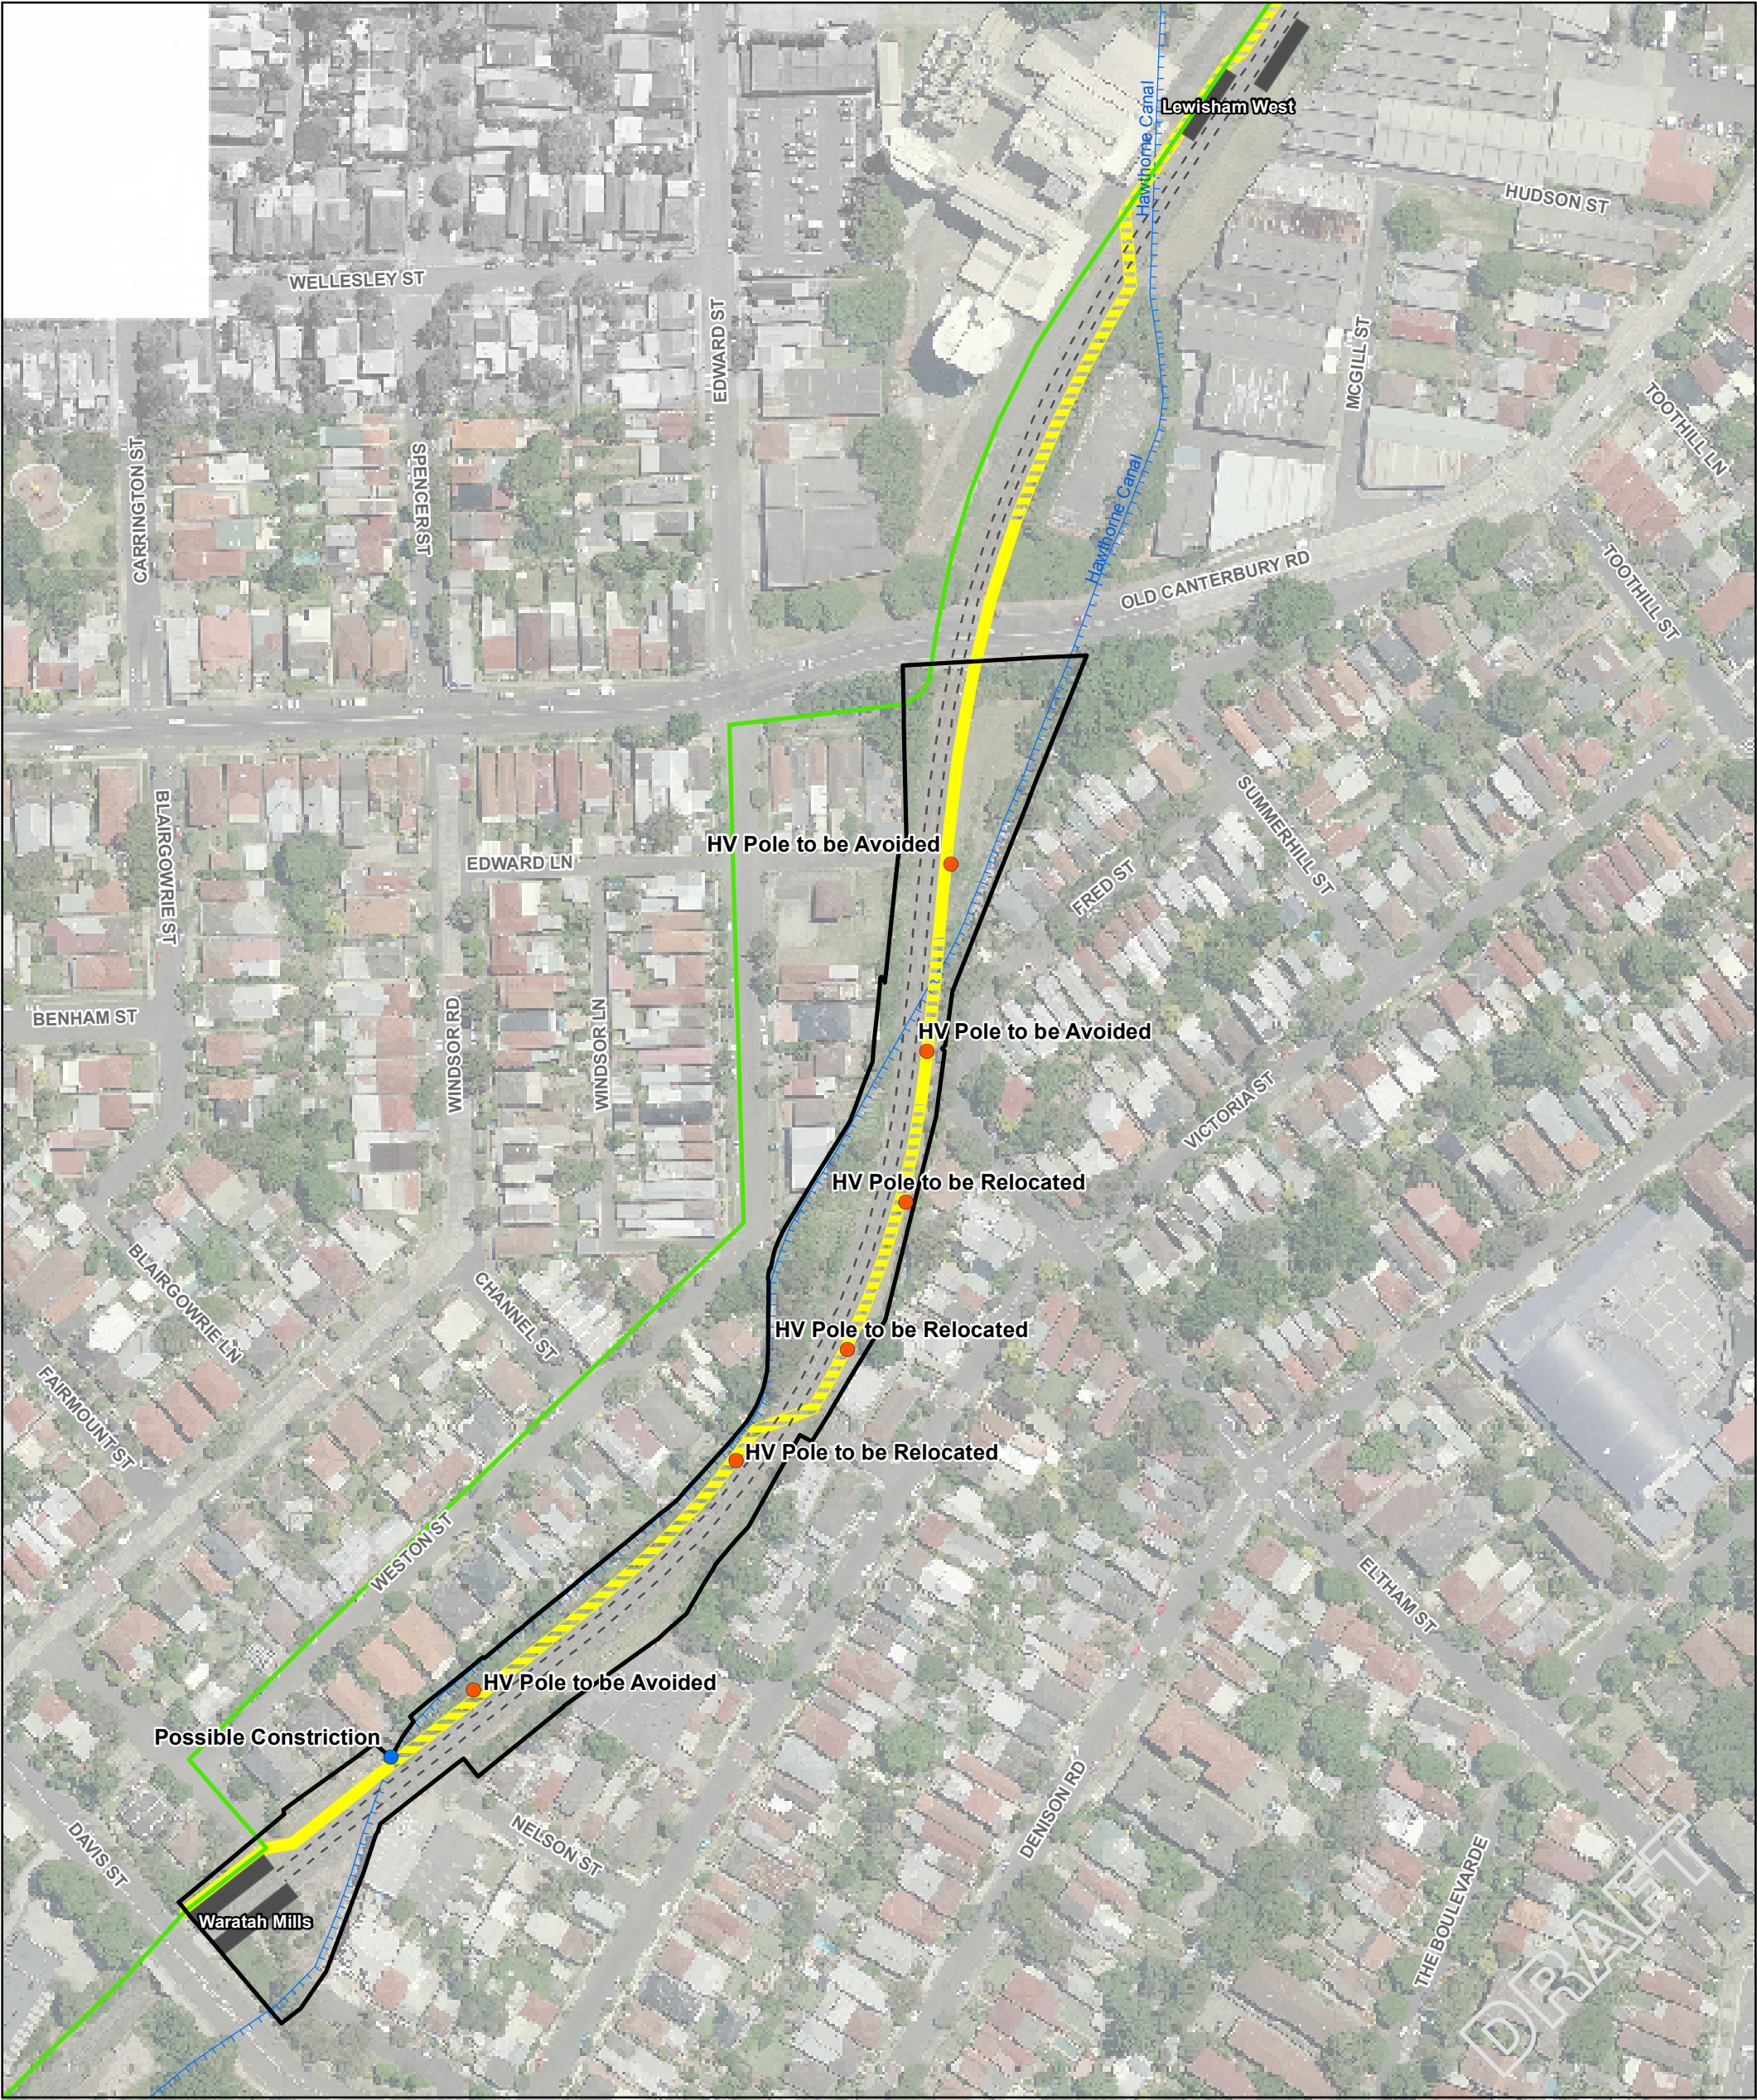 Lewisham West
Hawthorne Canal
HUDSON ST
WELLESLEY ST
EDWARD ST
MCGILL ST
TOOTHILL LN
CARRINGTON ST
SPENCER ST
Hawthorne Canal
OLD CANTERBURY RD
TOOTHILL ST
BLAIRGOWRIE ST
SUMMERHILL ST
HV Pole to be Avoided
EDWARD LN
FRED ST
BENHAM ST
WINDSOR RD
WINDSOR LN
HV Pole to be Avoided
VICTORIA ST
HV Pole to be Relocated
BLAIRGOWRIE LN
CHANNEL ST
HV Pole to be Relocated
FAIRMOUNT ST
HV Pole to be Relocated
WESTON ST
ELTHAM ST
HV Pole to be Avoided
Possible Constriction
DENISON RD
NELSON ST
DAVIS ST
THE BOULEVARDE
Waratah Mills
DRAFT